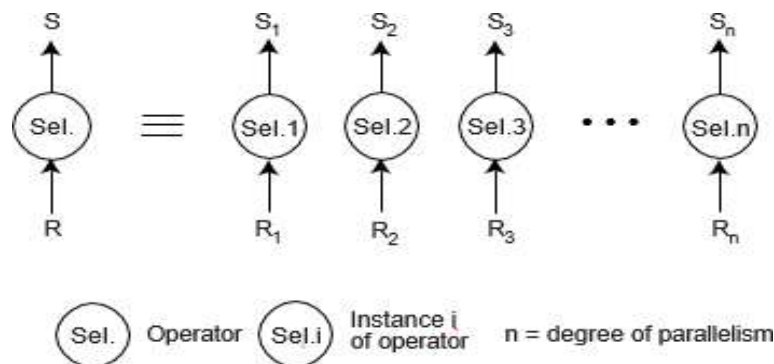 S S₁ S₂ S₃ Sₙ
Sel. ≡ Sel.1 Sel.2 Sel.3 • • • Sel.n
R R₁ R₂ R₃ Rₙ
Sel. Operator Sel.i Instance i
of operator n = degree of parallelism